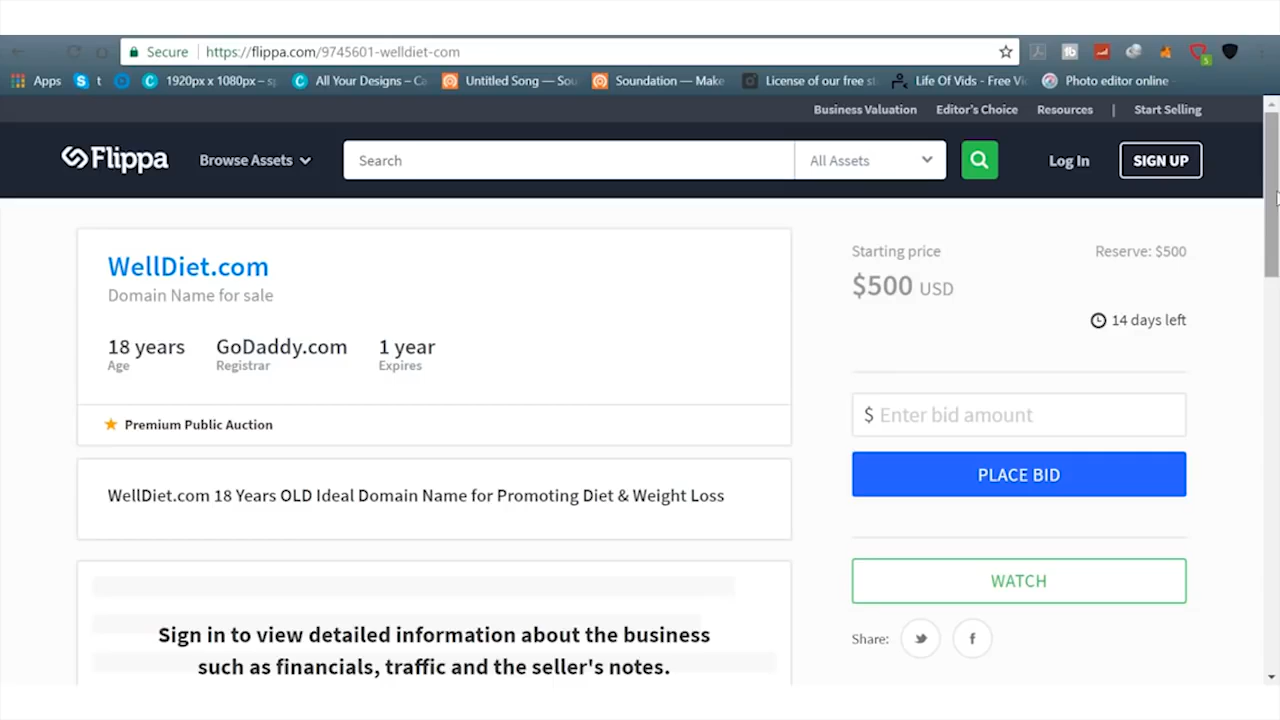 Secure https://flippa.com/9745601-welldiet-com
Apps t 1920px x 1080px – sp All Your Designs – Ca Untitled Song — Sou Soundation — Make License of our free st Life Of Vids - Free Vi Photo editor online
5
Business Valuation Editor's Choice Resources | Start Selling
Flippa Browse Assets Search All Assets Log In SIGN UP
WellDiet.com
Domain Name for sale
18 years GoDaddy.com 1 year
Age Registrar Expires
Premium Public Auction
WellDiet.com 18 Years OLD Ideal Domain Name for Promoting Diet & Weight Loss
Sign in to view detailed information about the business
such as financials, traffic and the seller's notes.
Starting price Reserve: $500
$500 USD
14 days left
$ Enter bid amount
PLACE BID
WATCH
Share: